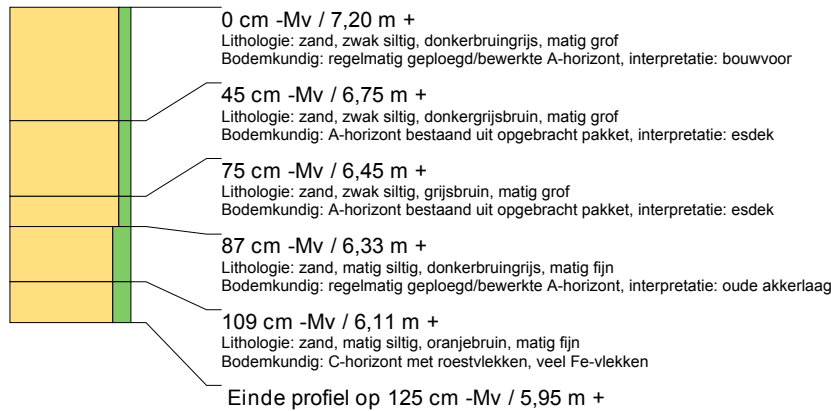 0 cm -Mv / 7,20 m +
Lithologie: zand, zwak siltig, donkerbruingrijs, matig grof
Bodemkundig: regelmatig geploegd/bewerkte A-horizont, interpretatie: bouwvoor
45 cm -Mv / 6,75 m +
Lithologie: zand, zwak siltig, donkergrijsbruin, matig grof
Bodemkundig: A-horizont bestaand uit opgebracht pakket, interpretatie: esdek
75 cm -Mv / 6,45 m +
Lithologie: zand, zwak siltig, grijsbruin, matig grof
Bodemkundig: A-horizont bestaand uit opgebracht pakket, interpretatie: esdek
87 cm -Mv / 6,33 m +
Lithologie: zand, matig siltig, donkerbruingrijs, matig fijn
Bodemkundig: regelmatig geploegd/bewerkte A-horizont, interpretatie: oude akkerlaag
109 cm -Mv / 6,11 m +
Lithologie: zand, matig siltig, oranjebruin, matig fijn
Bodemkundig: C-horizont met roestvlekken, veel Fe-vlekken
Einde profiel op 125 cm -Mv / 5,95 m +